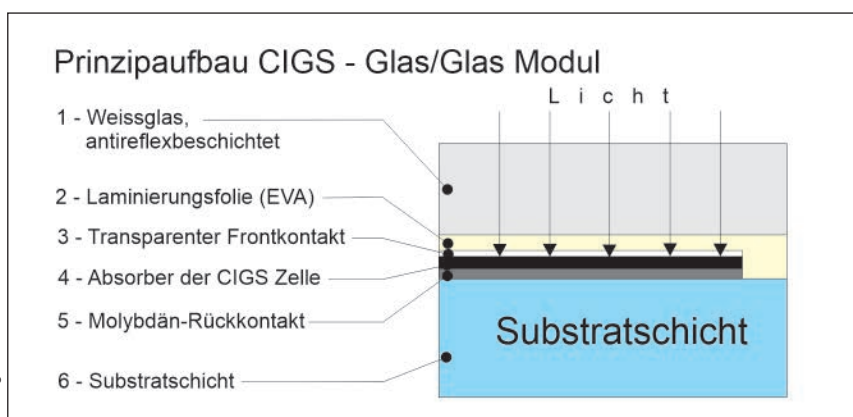 Prinzipaufbau CIGS - Glas/Glas Modul
Licht
1 - Weissglas,
antireflexbeschichtet
2 - Laminierungsfolie (EVA)
3 - Transparenter Frontkontakt
4 - Absorber der CIGS Zelle
5 - Molybdän-Rückkontakt
6 - Substratschicht
Substratschicht